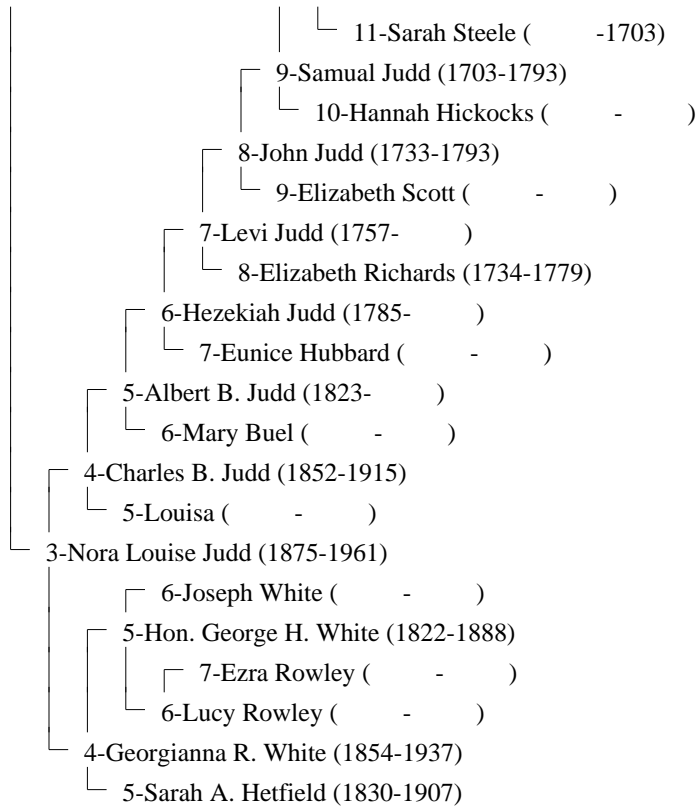 11-Sarah Steele ( -1703)
9-Samual Judd (1703-1793)
10-Hannah Hickocks ( - )
8-John Judd (1733-1793)
9-Elizabeth Scott ( - )
7-Levi Judd (1757- )
8-Elizabeth Richards (1734-1779)
6-Hezekiah Judd (1785- )
7-Eunice Hubbard ( - )
5-Albert B. Judd (1823- )
6-Mary Buel ( - )
4-Charles B. Judd (1852-1915)
5-Louisa ( - )
3-Nora Louise Judd (1875-1961)
6-Joseph White ( - )
5-Hon. George H. White (1822-1888)
7-Ezra Rowley ( - )
6-Lucy Rowley ( - )
4-Georgianna R. White (1854-1937)
5-Sarah A. Hetfield (1830-1907)